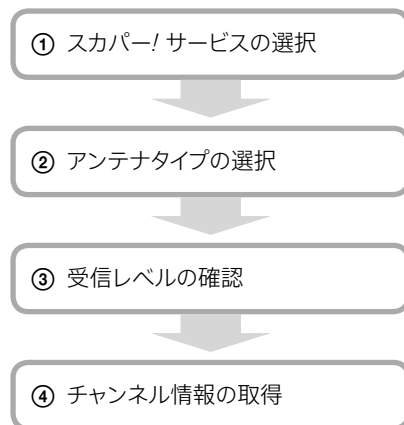 ① スカパー! サービスの選択
② アンテナタイプの選択
③ 受信レベルの確認
④ チャンネル情報の取得